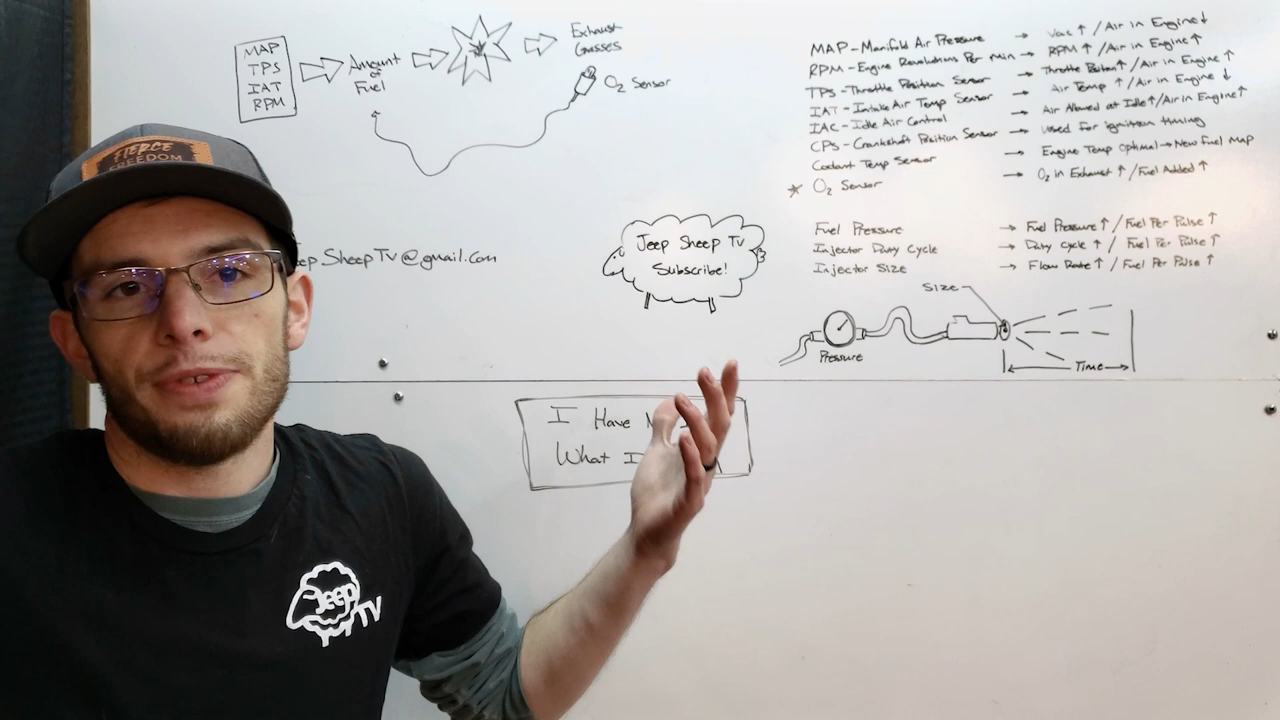 MAP
TPS
IAT
RPM
Amount
of
Fuel
Exhaust
Gasses
O2 Sensor
MAP - Manifold Air Pressure → Vac ↑ / Air in Engine ↓
RPM - Engine Revolutions Per min → RPM ↑ / Air in Engine ↑
TPS - Throttle Position Sensor → Throttle Positon ↑ / Air in Engine ↑
IAT - Intake Air Temp Sensor → Air Temp ↑ / Air in Engine ↓
IAC - Idle Air Control → Air Allowed at Idle ↑ / Air in Engine ↑
CPS - Crankshaft Position Sensor → Used for ignition timing
Coolant Temp Sensor → Engine Temp Optimal → New Fuel MAP
* O2 Sensor → O2 in Exhaust ↑ / Fuel Added ↑
Fuel Pressure → Fuel Pressure ↑ / Fuel Per Pulse ↑
Injector Duty Cycle → Duty Cycle ↑ / Fuel Per Pulse ↑
Injector Size → Flow Rate ↑ / Fuel Per Pulse ↑
Size
Pressure
Time
Jeep Sheep Tv
Subscribe!
ep.SheepTv@gmail.com
I Have
What I
FIERCE
FREEDOM
Jeep
TV